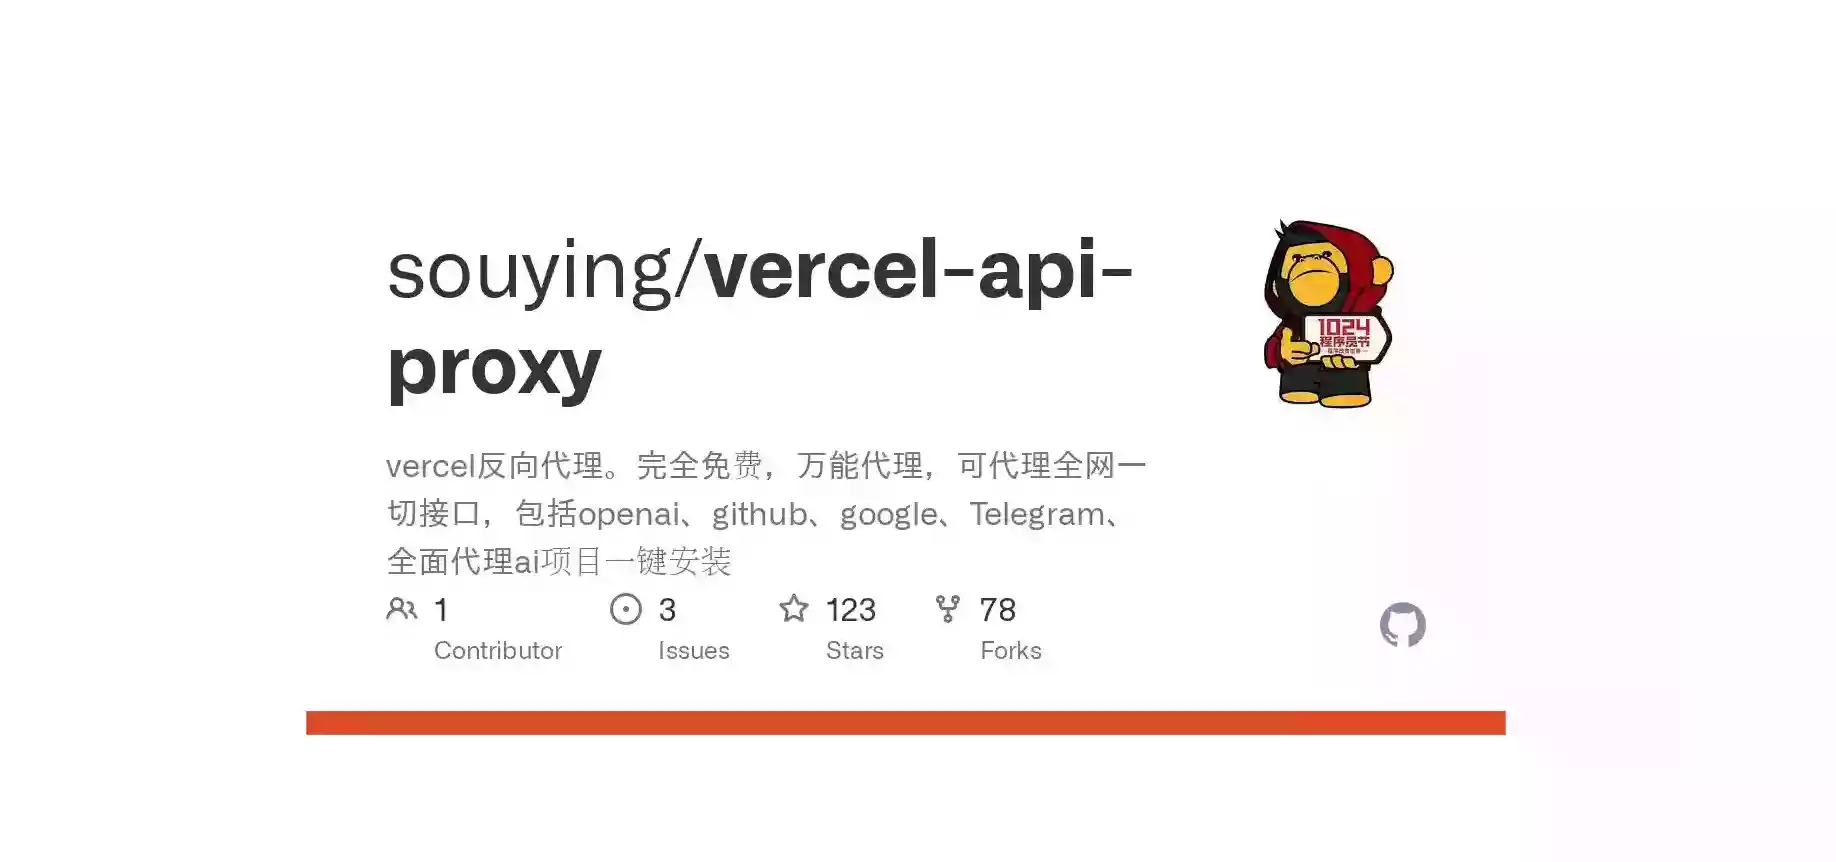 souying/vercel-api-
proxy
1024
程序员节
vercel反向代理。完全免费，万能代理，可代理全网一
切接口，包括openai、github、google、Telegram、
全面代理ai项目一键安装
1 3 123 78
Contributor Issues Stars Forks